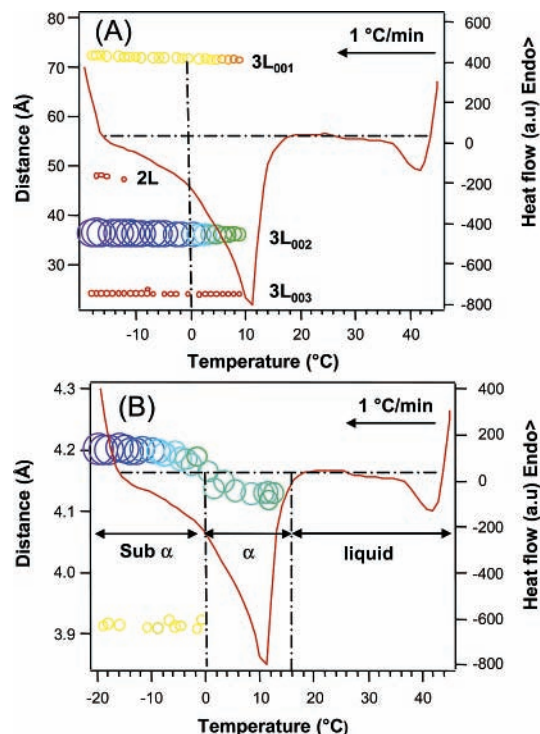 (A)
1 °C/min
3L001
2L
3L002
3L003
80
70
60
50
40
30
Distance (Å)
600
400
200
0
-200
-400
-600
-800
Heat flow (a.u) Endo>
-10 0 10 20 30 40
Temperature (°C)
(B)
1 °C/min
Sub α
α
liquid
4.3
4.2
4.1
4.0
3.9
Distance (Å)
400
200
0
-200
-400
-600
-800
Heat flow (a.u) Endo>
-20 -10 0 10 20 30 40
Temperature (°C)